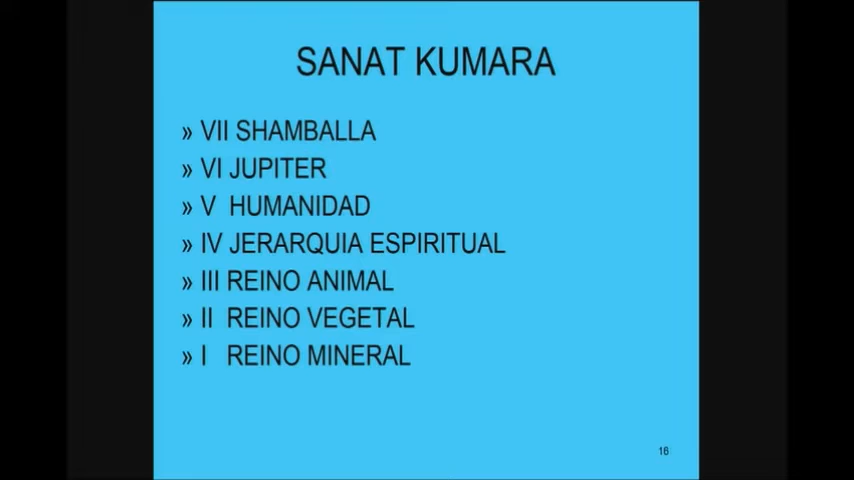 SANAT KUMARA
» VII SHAMBALLA
» VI JUPITER
» V HUMANIDAD
» IV JERARQUIA ESPIRITUAL
» III REINO ANIMAL
» II REINO VEGETAL
» I REINO MINERAL
16